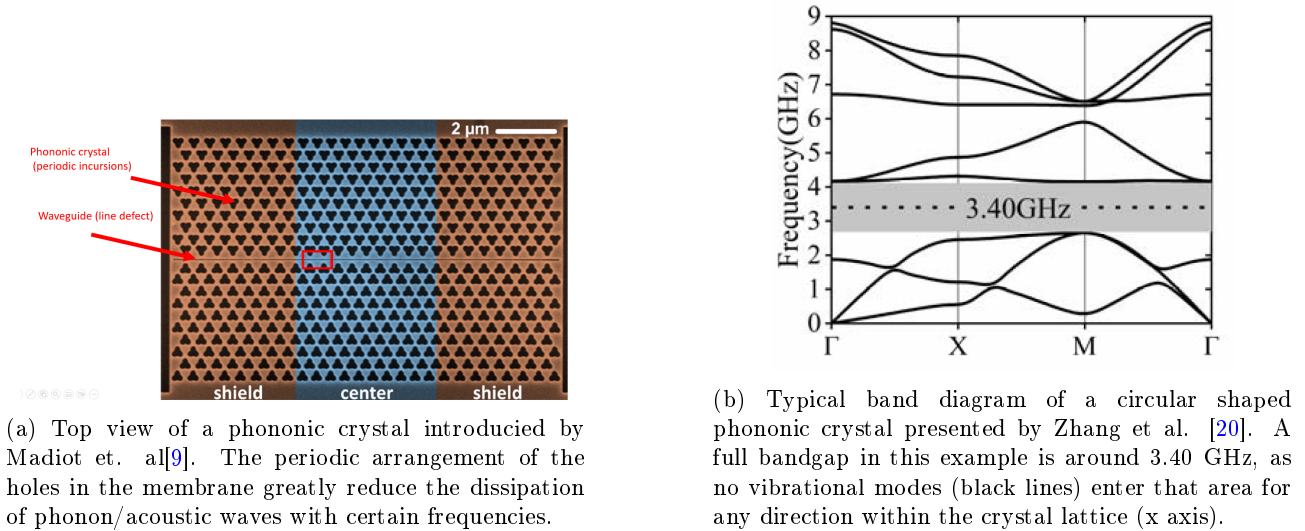 2 μm
Phononic crystal
(periodic incursions)
Waveguide (line defect)
shield
center
shield
(a) Top view of a phononic crystal introducied by
Madiot et. al[9]. The periodic arrangement of the
holes in the membrane greatly reduce the dissipation
of phonon/acoustic waves with certain frequencies.
Frequency(GHz)
9
8
7
6
5
4
3
2
1
0
3.40GHz
Γ
X
M
Γ
(b) Typical band diagram of a circular shaped
phononic crystal presented by Zhang et al. [20]. A
full bandgap in this example is around 3.40 GHz, as
no vibrational modes (black lines) enter that area for
any direction within the crystal lattice (x axis).